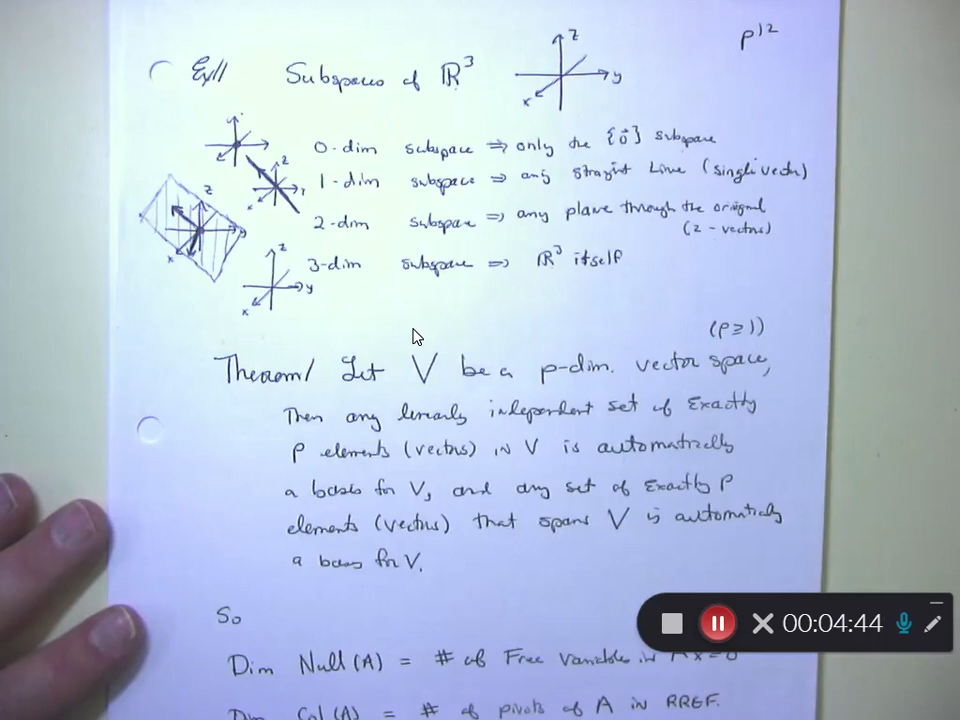 p12
Ex// Subspaces of ℝ³
z
y
x
0-dim subspace ⇒ only the {0⃗} subspace
1-dim subspace ⇒ any straight Line (single vector)
z
x
2-dim subspace ⇒ any plane through the original
(2-vectors)
z
y
x
3-dim subspace ⇒ ℝ³ itself
z
y
x
(p≥1)
Theorem/ Let V be a p-dim. vector space,
Then any linearly independent set of Exactly
p elements (vectors) in V is automatically
a basis for V, and any set of Exactly p
elements (vectors) that spans V is automatically
a basis for V.
So
00:04:44
Dim Null(A) = # of Free variables in Ax=0
Dim Col(A) = # of pivots of A in RREF.